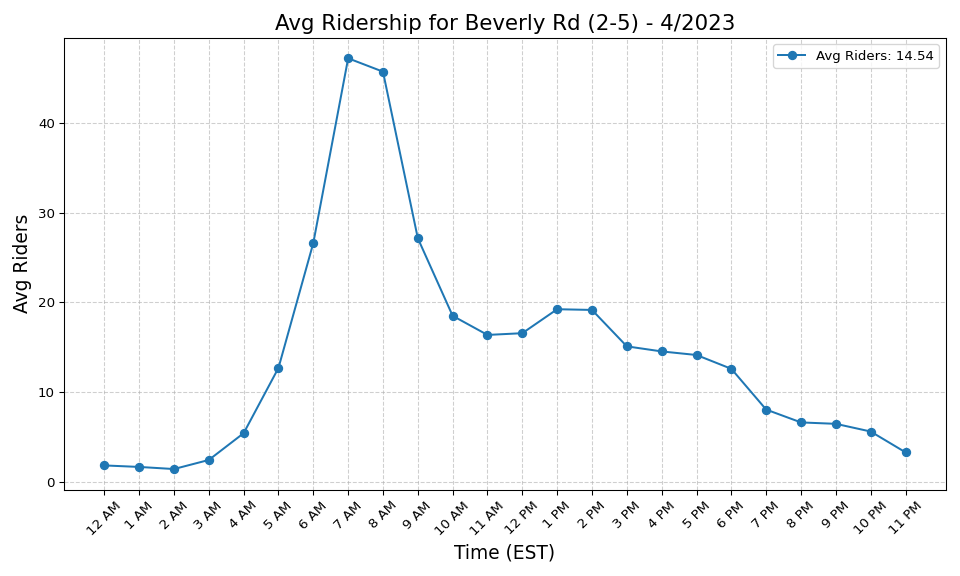 Avg Ridership for Beverly Rd (2-5) - 4/2023
Avg Riders: 14.54
Avg Riders
40
30
20
10
0
12 AM
1 AM
2 AM
3 AM
4 AM
5 AM
6 AM
7 AM
8 AM
9 AM
10 AM
11 AM
12 PM
1 PM
2 PM
3 PM
4 PM
5 PM
6 PM
7 PM
8 PM
9 PM
10 PM
11 PM
Time (EST)